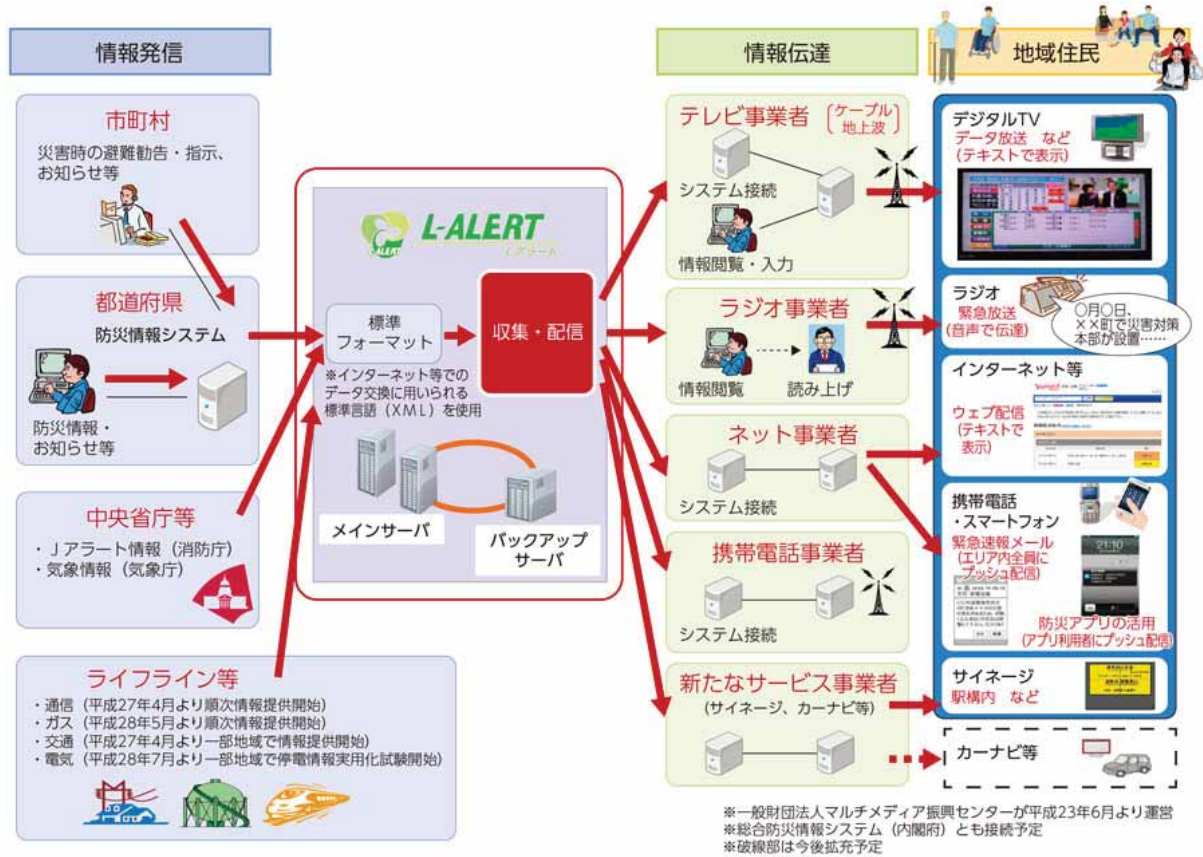 情報発信
情報伝達
地域住民
市町村
災害時の避難勧告・指示、
お知らせ等
都道府県
防災情報システム
防災情報・
お知らせ等
中央省庁等
・Jアラート情報（消防庁）
・気象情報（気象庁）
ライフライン等
・通信（平成27年4月より順次情報提供開始）
・ガス（平成28年5月より順次情報提供開始）
・交通（平成27年4月より一部地域で情報提供開始）
・電気（平成28年7月より一部地域で停電情報実用化試験開始）
L-ALERT
L-ALERT
Lアラート
標準
フォーマット
収集・配信
※インターネット等での
データ交換に用いられる
標準言語（XML）を使用
メインサーバ
バックアップ
サーバ
テレビ事業者
ケーブル
地上波
システム接続
情報閲覧・入力
ラジオ事業者
情報閲覧
読み上げ
ネット事業者
システム接続
携帯電話事業者
システム接続
新たなサービス事業者
（サイネージ、カーナビ等）
デジタルTV
データ放送　など
(テキストで表示)
ラジオ
緊急放送
(音声で伝達)
〇月〇日、
××町で災害対策
本部が設置……
インターネット等
ウェブ配信
(テキストで
表示)
携帯電話
・スマートフォン
緊急速報メール
(エリア内全員に
プッシュ配信)
21:10
防災アプリの活用
(アプリ利用者にプッシュ配信)
サイネージ
駅構内　など
カーナビ等
※一般財団法人マルチメディア振興センターが平成23年6月より運営
※総合防災情報システム（内閣府）とも接続予定
※破線部は今後拡充予定